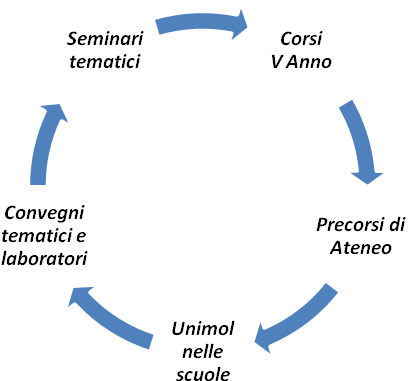 Seminari
tematici
Corsi
V Anno
Precorsi di
Ateneo
Unimol
nelle
scuole
Convegni
tematici e
laboratori